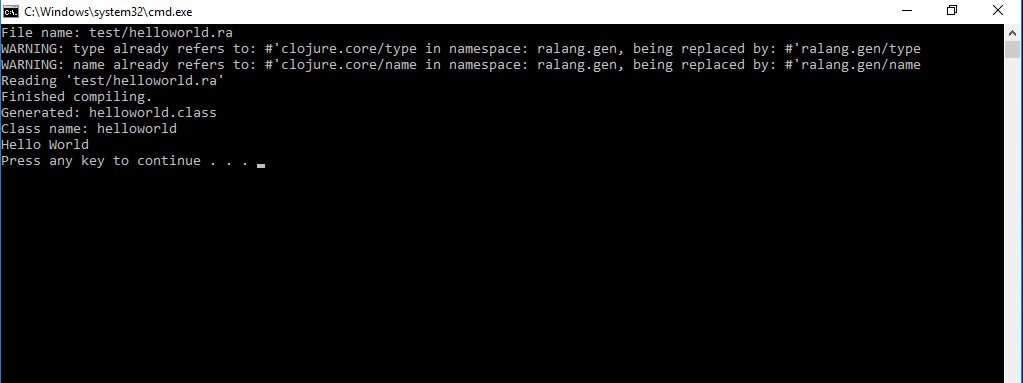 C:\Windows\system32\cmd.exe
File name: test/helloworld.ra
WARNING: type already refers to: #'clojure.core/type in namespace: ralang.gen, being replaced by: #'ralang.gen/type
WARNING: name already refers to: #'clojure.core/name in namespace: ralang.gen, being replaced by: #'ralang.gen/name
Reading 'test/helloworld.ra'
Finished compiling.
Generated: helloworld.class
Class name: helloworld
Hello World
Press any key to continue . . .